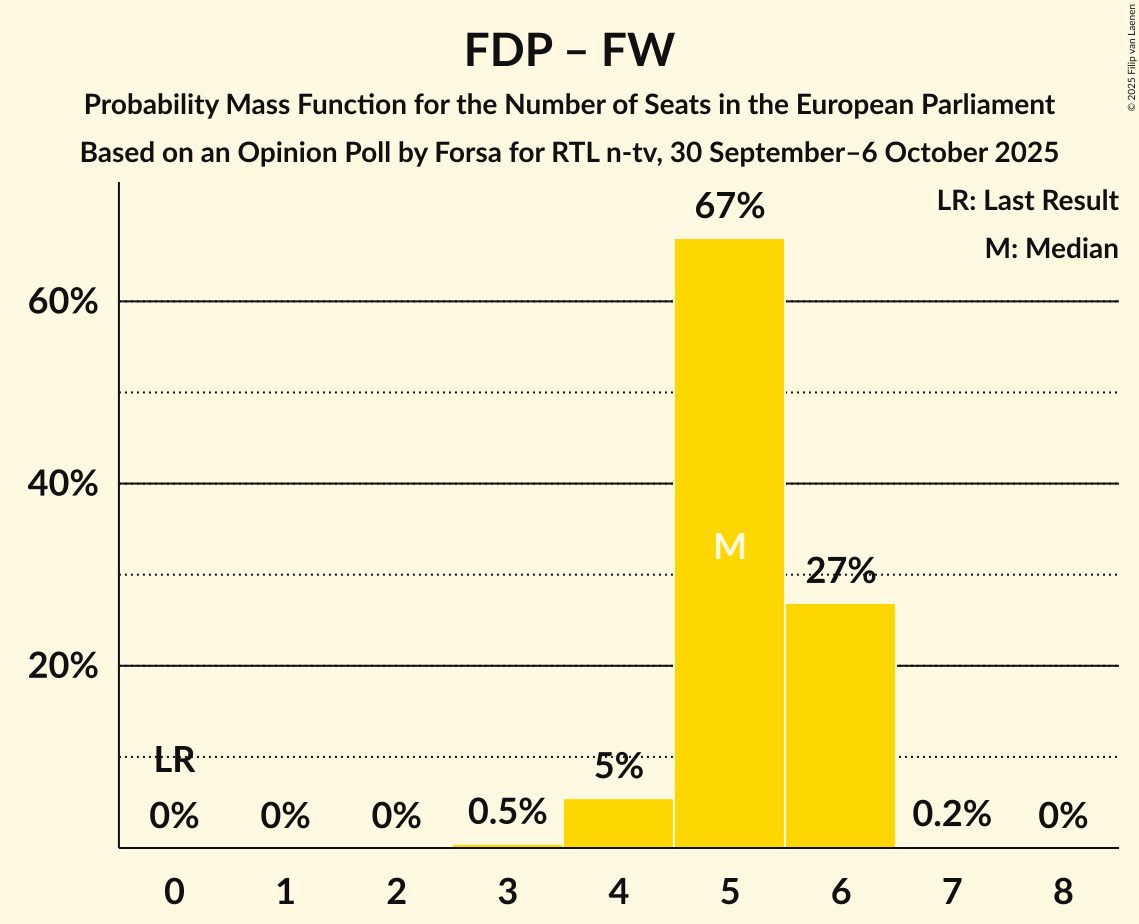 FDP – FW
Probability Mass Function for the Number of Seats in the European Parliament
Based on an Opinion Poll by Forsa for RTL n-tv, 30 September–6 October 2025
© 2025 Filip van Laenen
LR: Last Result
M: Median
67%
60%
40%
M
27%
20%
LR
5%
0%
0%
0%
0.5%
0.2%
0%
0 1 2 3 4 5 6 7 8